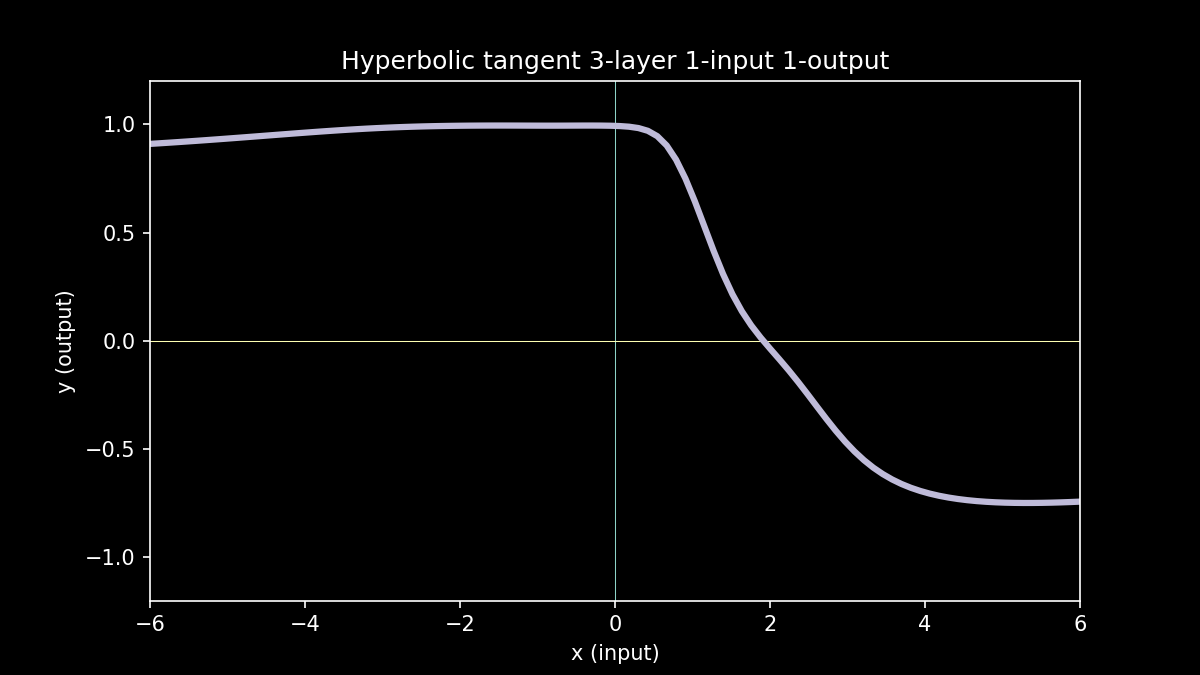 Hyperbolic tangent 3-layer 1-input 1-output
1.0
0.5
0.0
−0.5
−1.0
y (output)
−6 −4 −2 0 2 4 6
x (input)